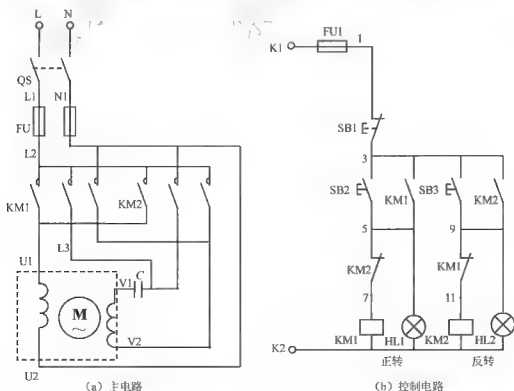 L N
QS
L1 N1
FU
L2
KM1 KM2
L3
U1
V1 C
M
~
V2
U2
(a) 主电路
FU1
K1 1
SB1
3
SB2 KM1 SB3 KM2
5 9
KM2 KM1
7 11
KM1 HL1 KM2 HL2
K2
正转 反转
(b) 控制电路